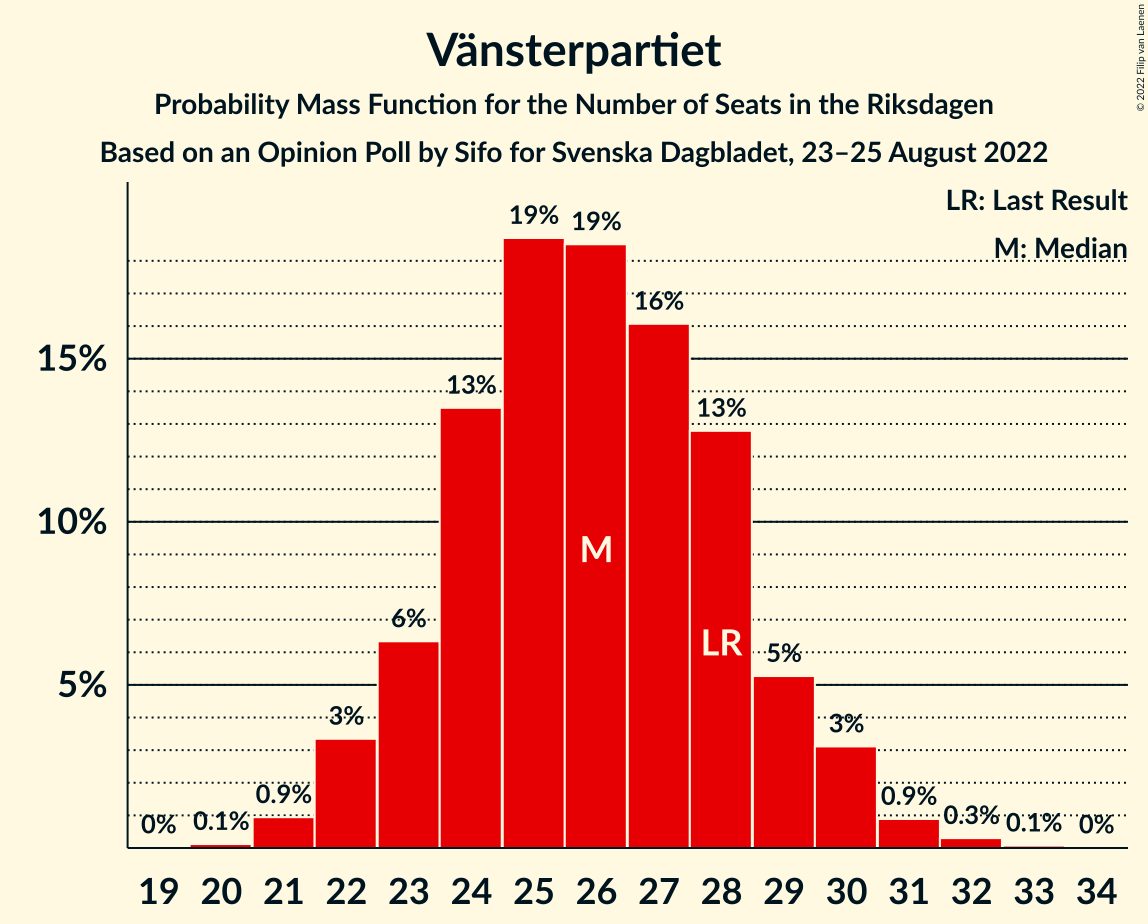 Vänsterpartiet
Probability Mass Function for the Number of Seats in the Riksdagen
Based on an Opinion Poll by Sifo for Svenska Dagbladet, 23–25 August 2022
© 2022 Filip van Laenen
LR: Last Result
M: Median
15%
10%
5%
0%
0.1%
0.9%
3%
6%
13%
19%
19%
16%
13%
5%
3%
0.9%
0.3%
0.1%
0%
M
LR
19 20 21 22 23 24 25 26 27 28 29 30 31 32 33 34